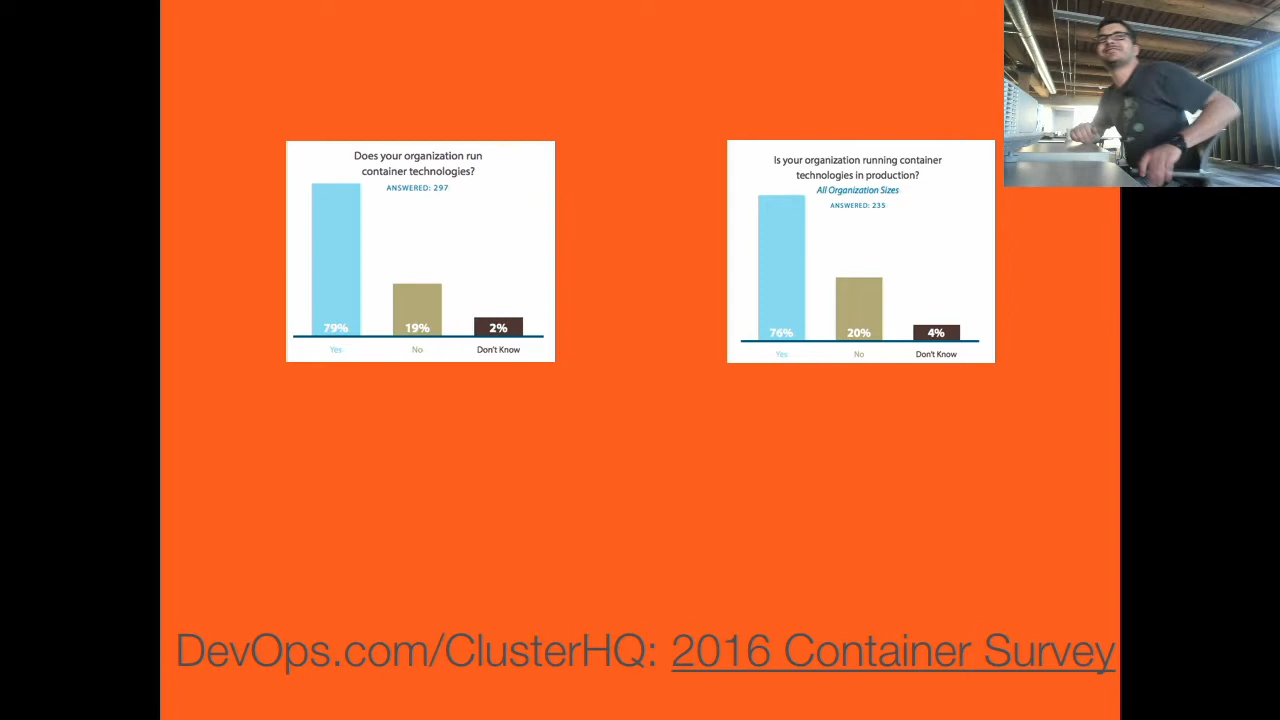 Does your organization run
container technologies?
ANSWERED: 297
79%
19%
2%
Yes
No
Don't Know
Is your organization running container
technologies in production?
All Organization Sizes
ANSWERED: 235
76%
20%
4%
Yes
No
Don't Know
DevOps.com/ClusterHQ: 2016 Container Survey